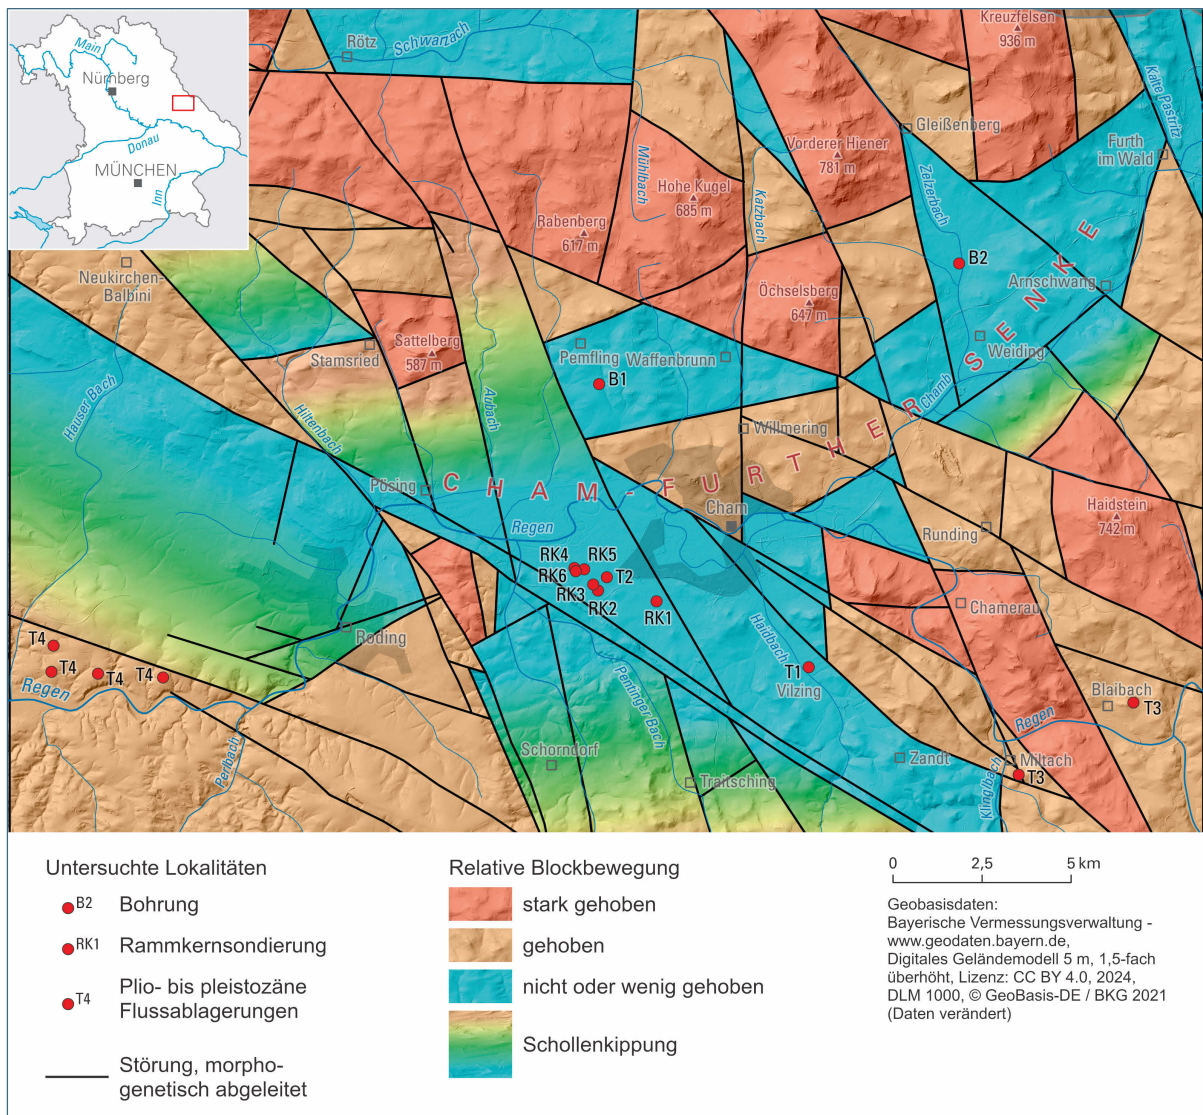 Main
Nürnberg
Donau
MÜNCHEN
Inn
Rötz
Schwarzach
Kreuzfelsen
936 m
Kalte Pastritz
Gleißenberg
Furth
im Wald
Vorderer Hiener
781 m
Mühlbach
Hohe Kugel
685 m
Katzbach
Zelzerbach
Rabenberg
617 m
B2
Neukirchen-
Balbini
Arnschwang
Öchselsberg
647 m
Stamsried
Sattelberg
587 m
Pemfling
Waffenbrunn
Weiding
B1
Hauser Bach
Hiltenbach
Aubach
Chamb
CHAM-FURTHER SENKE
Willmering
Pösing
Regen
Cham
Haidstein
742 m
Runding
RK4
RK5
RK6
T2
RK3
RK2
RK1
Chamerau
Roding
Haidbach
T4
T4
T4
T4
Regen
T1
Vilzing
Pentinger Bach
Blaibach
T3
Regen
Perlbach
Schorndorf
Traitsching
Zandt
Miltach
T3
Klinglbach
Untersuchte Lokalitäten
B2 Bohrung
RK1 Rammkernsondierung
T4 Plio- bis pleistozäne
Flussablagerungen
Störung, morpho-
genetisch abgeleitet
Relative Blockbewegung
stark gehoben
gehoben
nicht oder wenig gehoben
Schollenkippung
0 2,5 5 km
Geobasisdaten:
Bayerische Vermessungsverwaltung -
www.geodaten.bayern.de,
Digitales Geländemodell 5 m, 1,5-fach
überhöht, Lizenz: CC BY 4.0, 2024,
DLM 1000, © GeoBasis-DE / BKG 2021
(Daten verändert)